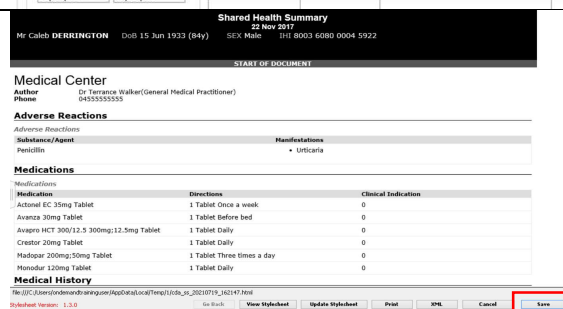 Shared Health Summary
22 Nov 2017
Mr Caleb DERRINGTON DoB 15 Jun 1933 (84y) SEX Male IHI 8003 6080 0004 5922
START OF DOCUMENT
Medical Center
Author Dr Terrance Walker(General Medical Practitioner)
Phone 04555555555
Adverse Reactions
Adverse Reactions
Substance/Agent Manifestations
Penicillin • Urticaria
Medications
Medications
Medication Directions Clinical Indication
Actonel EC 35mg Tablet 1 Tablet Once a week 0
Avanza 30mg Tablet 1 Tablet Before bed 0
Avapro HCT 300/12.5 300mg;12.5mg Tablet 1 Tablet Daily 0
Crestor 20mg Tablet 1 Tablet Daily 0
Madopar 200mg;50mg Tablet 1 Tablet Three times a day 0
Monodur 120mg Tablet 1 Tablet Daily 0
Medical History
file:///C:/Users/ondemandtraininguser/AppData/Local/Temp/1/cda_ss_20210719_162147.html
Stylesheet Version: 1.3.0 Go Back View Stylesheet Update Stylesheet Print XML Cancel Save